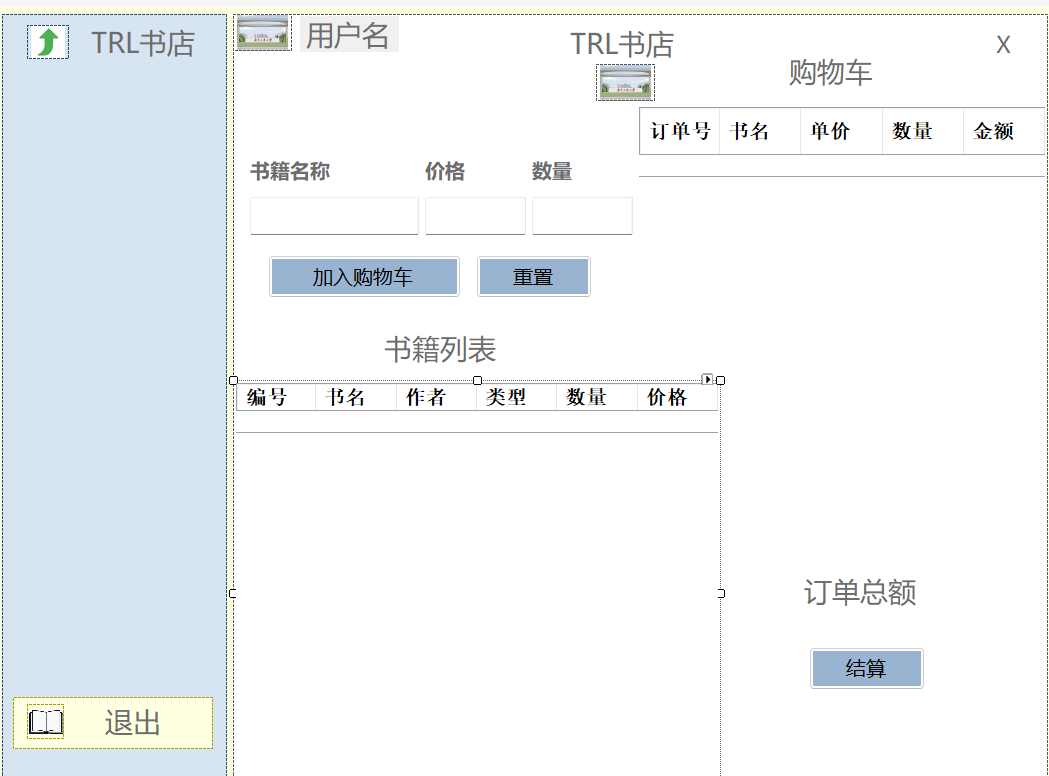 TRL书店
用户名
TRL书店
X
购物车
订单号 书名 单价 数量 金额
书籍名称 价格 数量
加入购物车 重置
书籍列表
编号 书名 作者 类型 数量 价格
订单总额
结算
退出